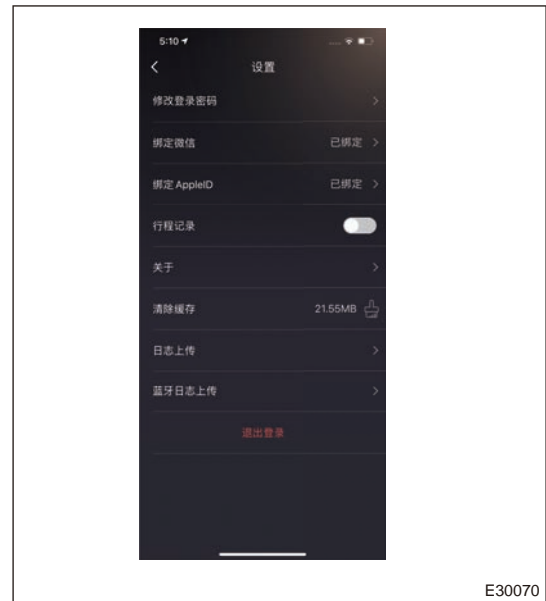 5:10
设置
修改登录密码
绑定微信 已绑定
绑定 AppleID 已绑定
行程记录
关于
清除缓存 21.55MB
日志上传
蓝牙日志上传
退出登录
E30070